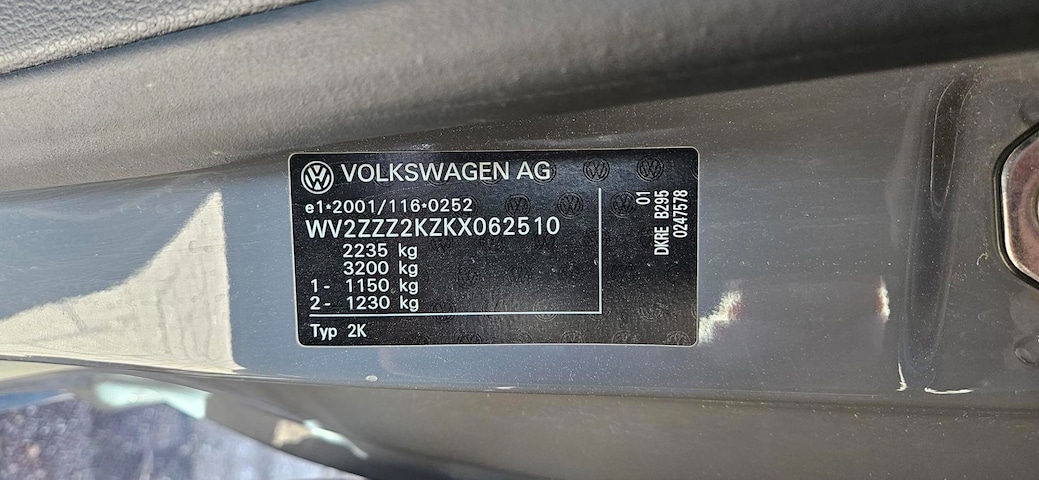 VOLKSWAGEN AG
e1*2001/116*0252
WV2ZZZ2KZKX062510
2235 kg
3200 kg
1- 1150 kg
2- 1230 kg
Typ 2K
01
DKRE B295
0247578